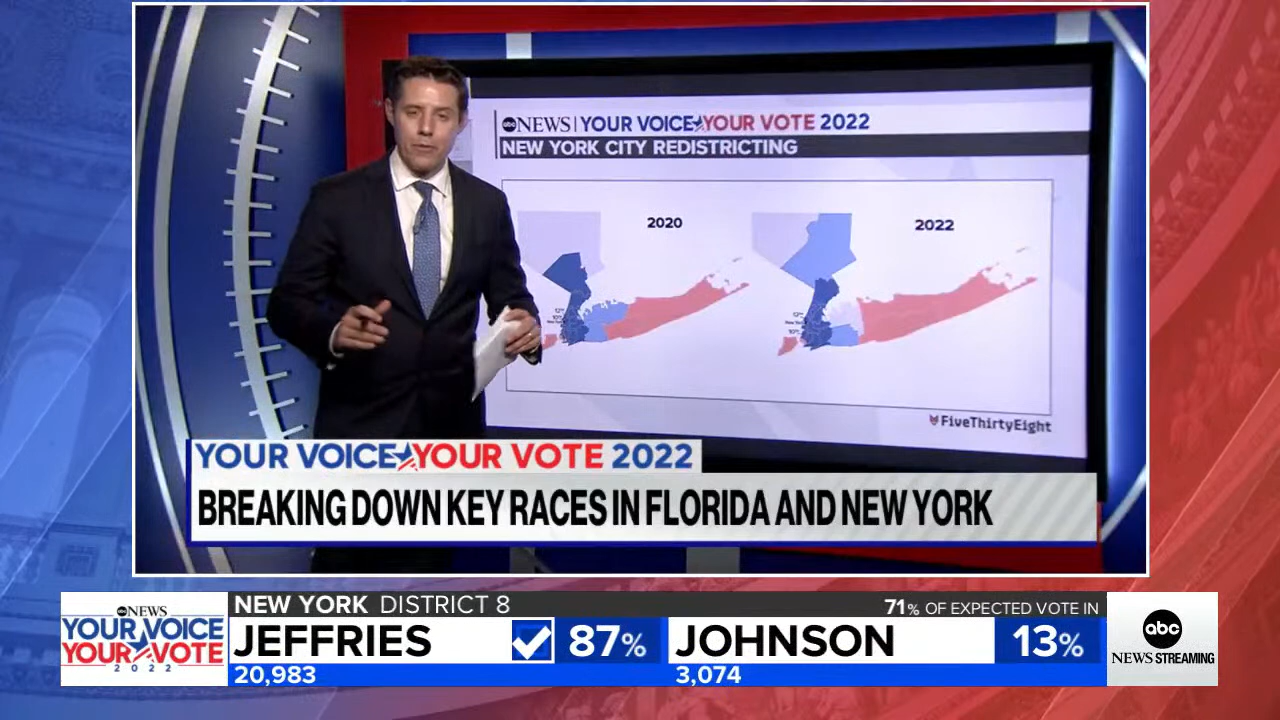 abc NEWS | YOUR VOICE YOUR VOTE 2022
NEW YORK CITY REDISTRICTING
2020
2022
FiveThirtyEight
YOUR VOICE YOUR VOTE 2022
BREAKING DOWN KEY RACES IN FLORIDA AND NEW YORK
abc NEWS
YOUR VOICE
YOUR VOTE
2022
NEW YORK DISTRICT 8
71% OF EXPECTED VOTE IN
JEFFRIES 87% JOHNSON 13%
20,983 3,074
abc
NEWS STREAMING